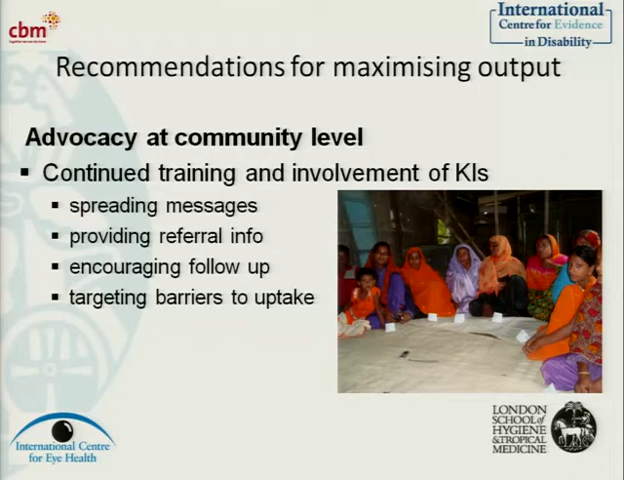 cbm
International
Centre for Evidence
in Disability
Recommendations for maximising output
Advocacy at community level
▪ Continued training and involvement of KIs
▪ spreading messages
▪ providing referral info
▪ encouraging follow up
▪ targeting barriers to uptake
International Centre
for Eye Health
LONDON
SCHOOL of
HYGIENE
& TROPICAL
MEDICINE